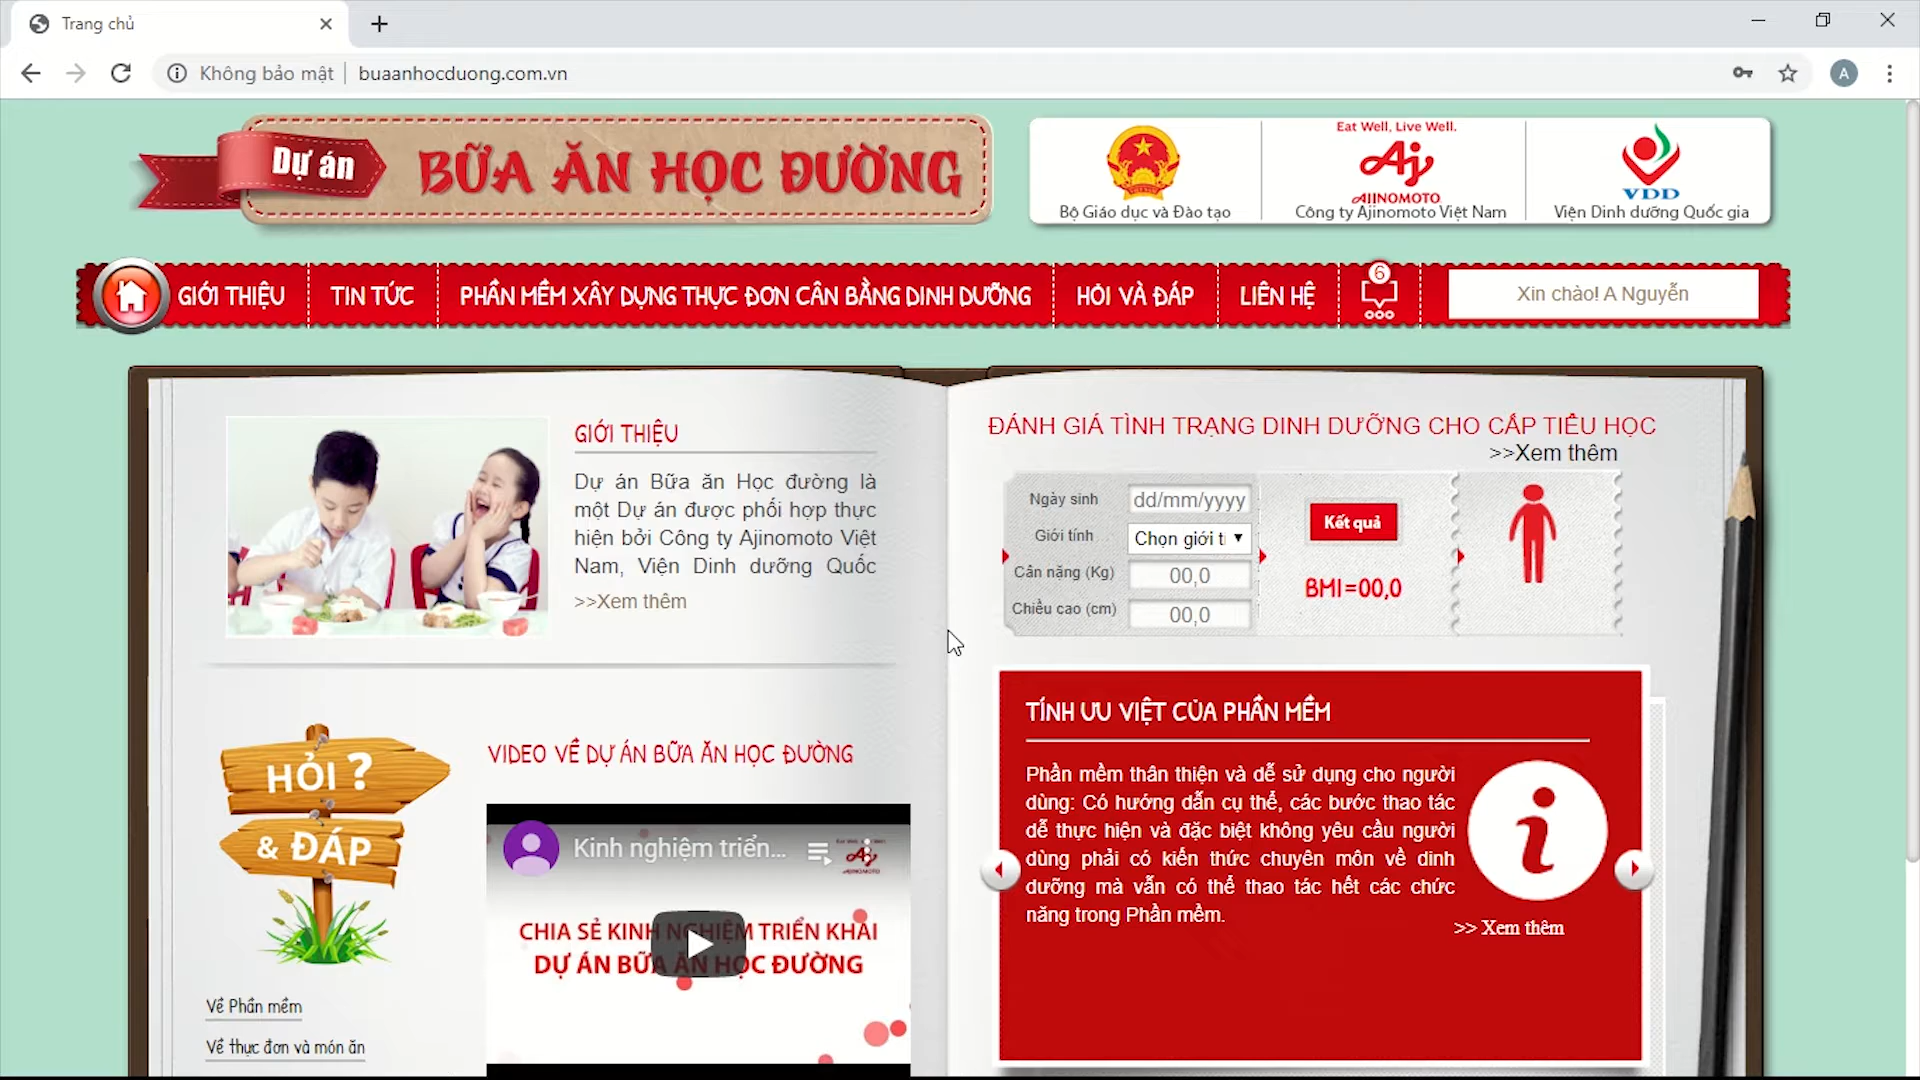 Trang chủ
Không bảo mật
buaanhocduong.com.vn
A
Dự án
BỮA ĂN HỌC ĐƯỜNG
Bộ Giáo dục và Đào tạo
Eat Well, Live Well.
Aj
AJINOMOTO
Công ty Ajinomoto Việt Nam
VDD
Viện Dinh dưỡng Quốc gia
GIỚI THIỆU
TIN TỨC
PHẦN MỀM XÂY DỰNG THỰC ĐƠN CÂN BẰNG DINH DƯỠNG
HỎI VÀ ĐÁP
LIÊN HỆ
6
Xin chào! A Nguyễn
GIỚI THIỆU
Dự án Bữa ăn Học đường là
một Dự án được phối hợp thực
hiện bởi Công ty Ajinomoto Việt
Nam, Viện Dinh dưỡng Quốc
>>Xem thêm
ĐÁNH GIÁ TÌNH TRẠNG DINH DƯỠNG CHO CẤP TIỂU HỌC
>>Xem thêm
Ngày sinh
dd/mm/yyyy
Giới tính
Chọn giới t
Cân nặng (Kg)
00,0
Chiều cao (cm)
00,0
Kết quả
BMI=00,0
HỎI ?
& ĐÁP
Về Phần mềm
Về thực đơn và món ăn
VIDEO VỀ DỰ ÁN BỮA ĂN HỌC ĐƯỜNG
Kinh nghiệm triển...
CHIA SẺ KINH NGHIỆM TRIỂN KHAI
DỰ ÁN BỮA ĂN HỌC ĐƯỜNG
TÍNH ƯU VIỆT CỦA PHẦN MỀM
Phần mềm thân thiện và dễ sử dụng cho người
dùng: Có hướng dẫn cụ thể, các bước thao tác
dễ thực hiện và đặc biệt không yêu cầu người
dùng phải có kiến thức chuyên môn về dinh
dưỡng mà vẫn có thể thao tác hết các chức
năng trong Phần mềm.
>> Xem thêm